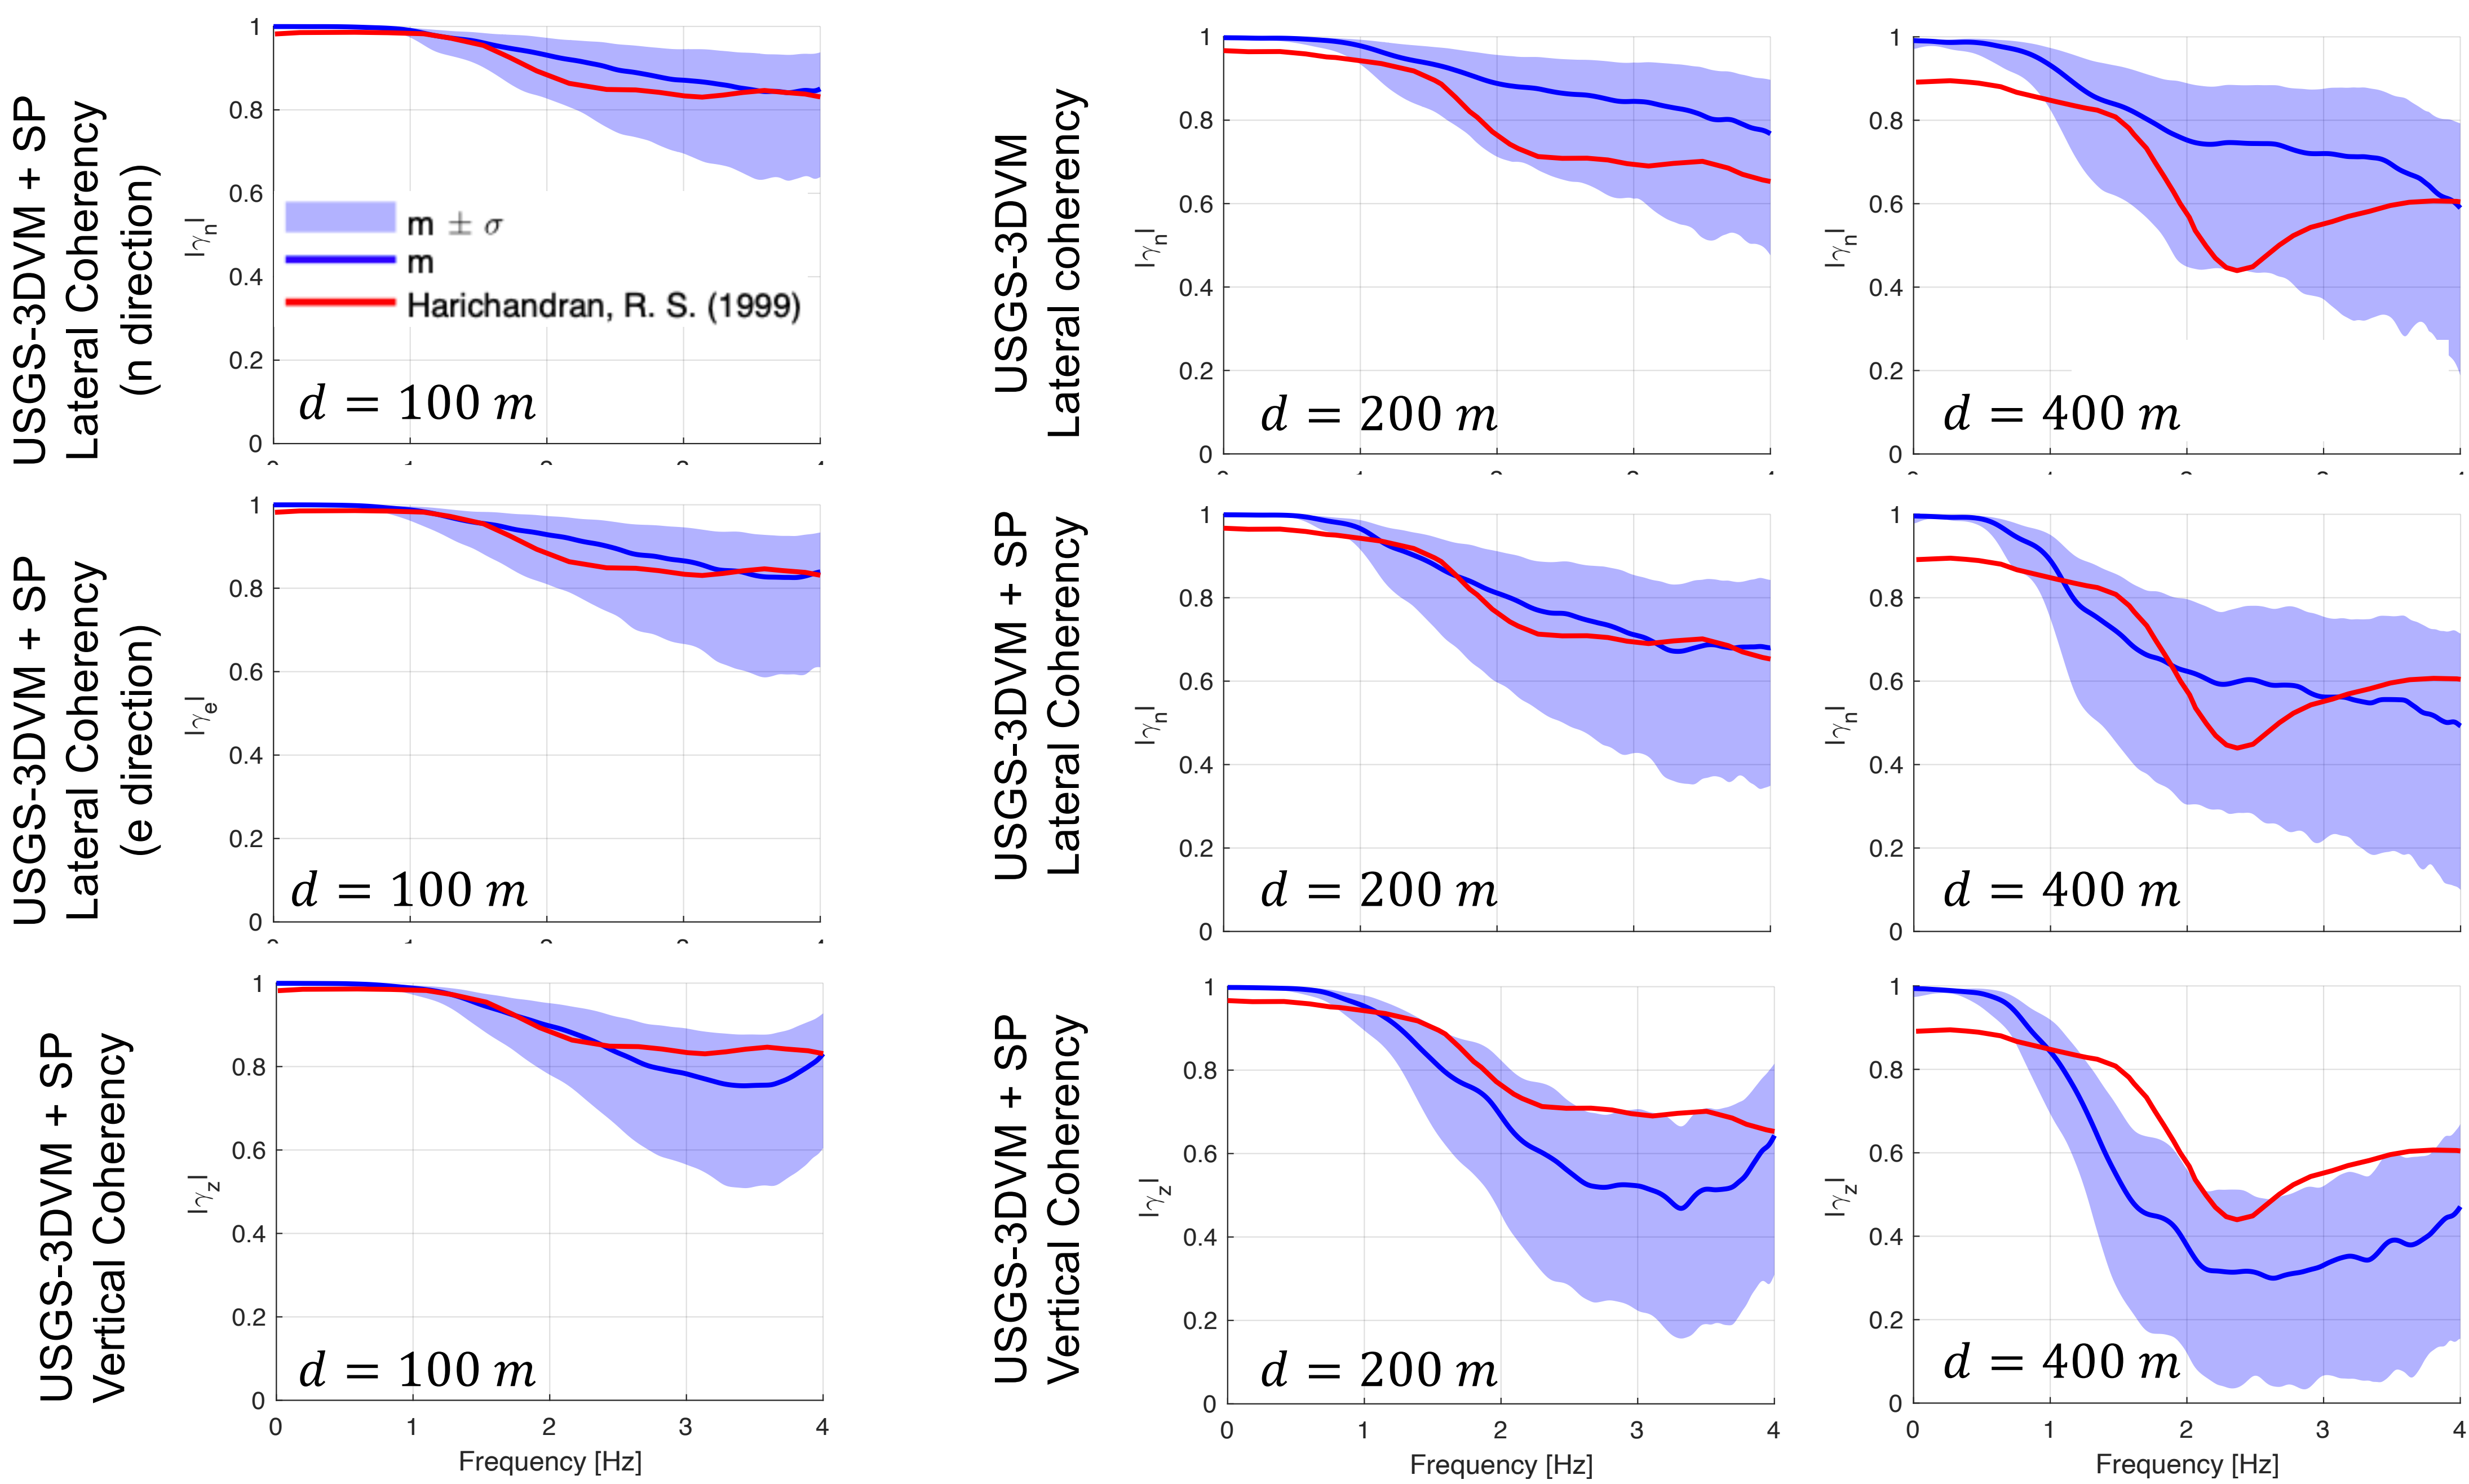 USGS-3DVM + SP
Lateral Coherency
(n direction)
|γn|
1
0.8
0.6
0.4
0.2
0
m ± σ
m
Harichandran, R. S. (1999)
d = 100 m
USGS-3DVM
Lateral coherency
|γn|
1
0.8
0.6
0.4
0.2
0
d = 200 m
|γn|
1
0.8
0.6
0.4
0.2
0
d = 400 m
USGS-3DVM + SP
Lateral Coherency
(e direction)
|γe|
1
0.8
0.6
0.4
0.2
0
d = 100 m
USGS-3DVM + SP
Lateral Coherency
|γn|
1
0.8
0.6
0.4
0.2
0
d = 200 m
|γn|
1
0.8
0.6
0.4
0.2
0
d = 400 m
USGS-3DVM + SP
Vertical Coherency
|γz|
1
0.8
0.6
0.4
0.2
0
d = 100 m
0 1 2 3 4
Frequency [Hz]
USGS-3DVM + SP
Vertical Coherency
|γz|
1
0.8
0.6
0.4
0.2
0
d = 200 m
0 1 2 3 4
Frequency [Hz]
|γz|
1
0.8
0.6
0.4
0.2
0
d = 400 m
0 1 2 3 4
Frequency [Hz]